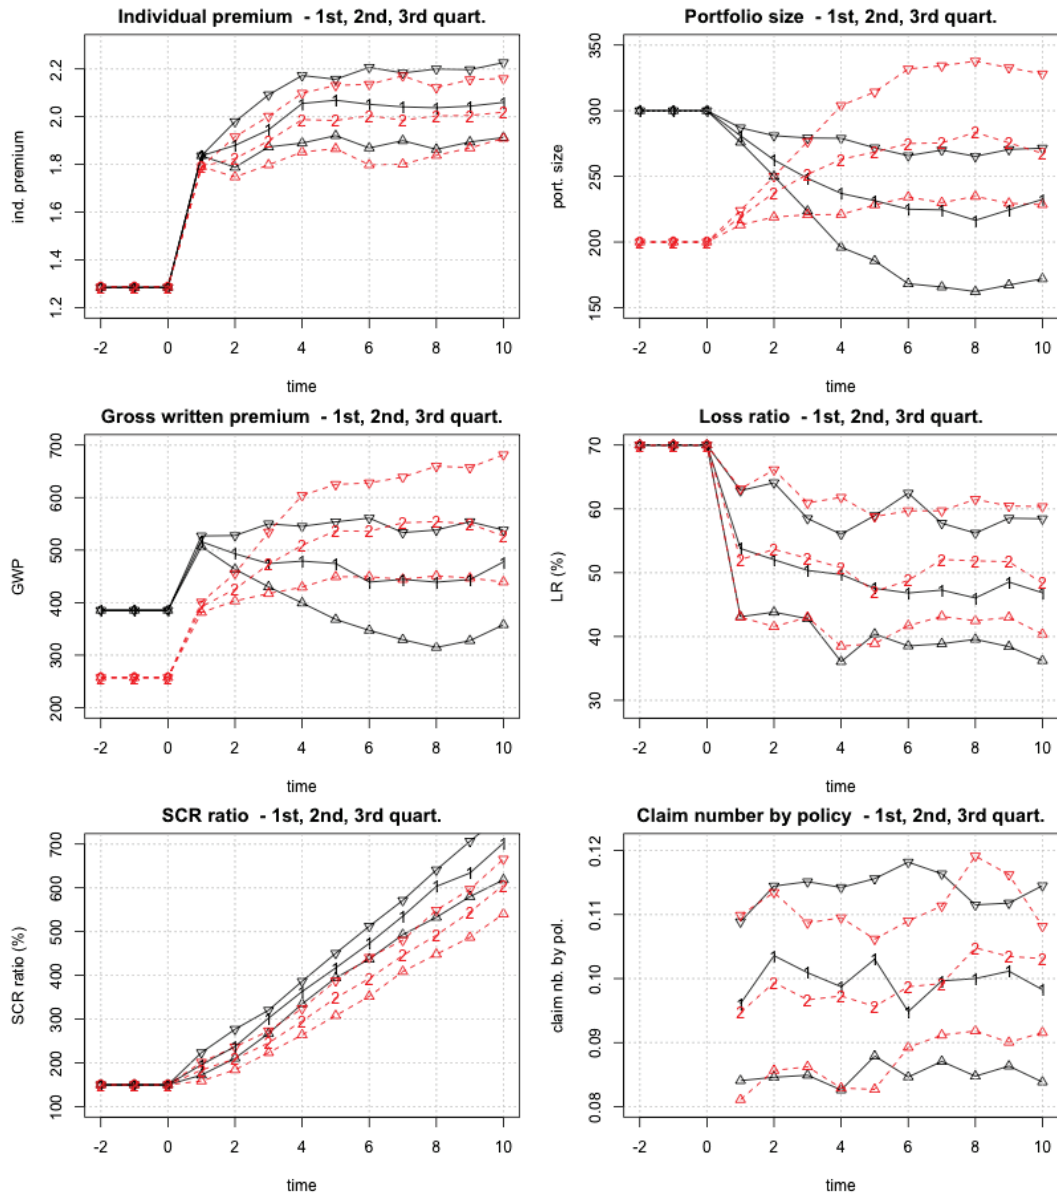 Individual premium - 1st, 2nd, 3rd quart.
ind. premium
2.2
2.0
1.8
1.6
1.4
1.2
-2 0 2 4 6 8 10
time
Portfolio size - 1st, 2nd, 3rd quart.
port. size
350
300
250
200
150
-2 0 2 4 6 8 10
time
Gross written premium - 1st, 2nd, 3rd quart.
GWP
700
600
500
400
300
200
-2 0 2 4 6 8 10
time
Loss ratio - 1st, 2nd, 3rd quart.
LR (%)
70
60
50
40
30
-2 0 2 4 6 8 10
time
SCR ratio - 1st, 2nd, 3rd quart.
SCR ratio (%)
700
600
500
400
300
200
100
-2 0 2 4 6 8 10
time
Claim number by policy - 1st, 2nd, 3rd quart.
claim nb. by pol.
0.12
0.11
0.10
0.09
0.08
-2 0 2 4 6 8 10
time